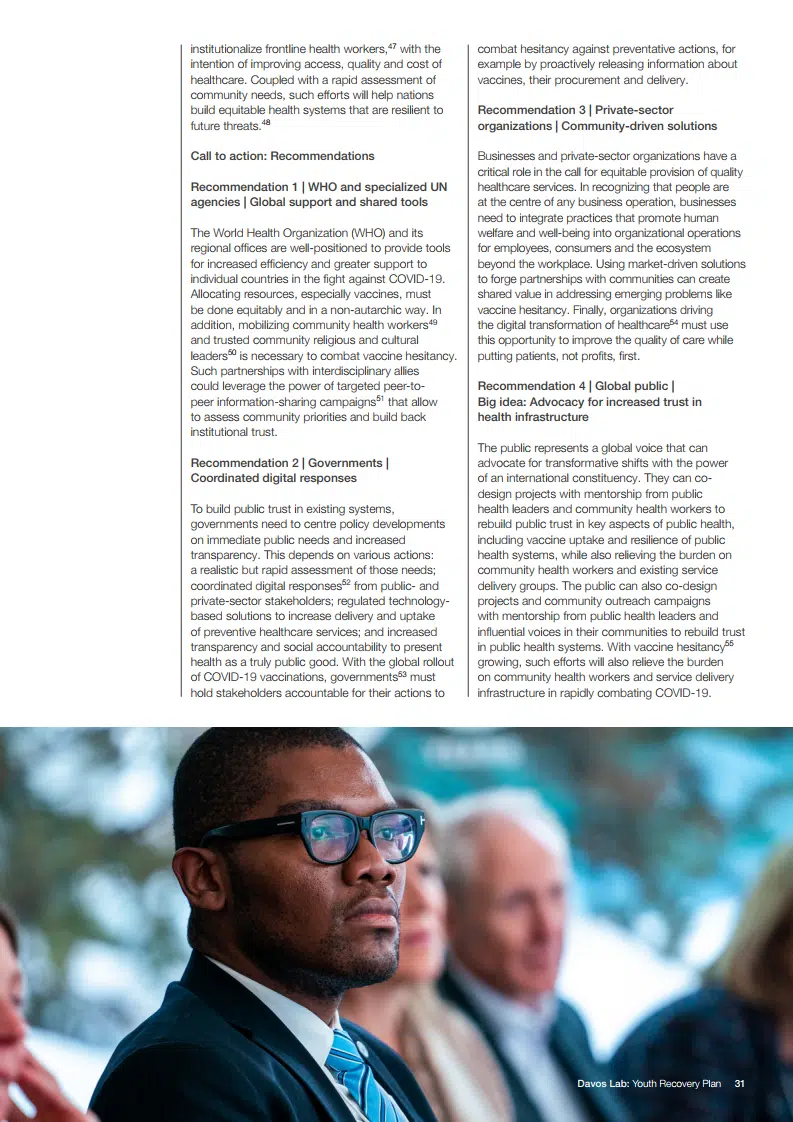 institutionalize frontline health workers,47 with the
intention of improving access, quality and cost of
healthcare. Coupled with a rapid assessment of
community needs, such efforts will help nations
build equitable health systems that are resilient to
future threats.48
Call to action: Recommendations
Recommendation 1 | WHO and specialized UN
agencies | Global support and shared tools
The World Health Organization (WHO) and its
regional offices are well-positioned to provide tools
for increased efficiency and greater support to
individual countries in the fight against COVID-19.
Allocating resources, especially vaccines, must
be done equitably and in a non-autarchic way. In
addition, mobilizing community health workers49
and trusted community religious and cultural
leaders50 is necessary to combat vaccine hesitancy.
Such partnerships with interdisciplinary allies
could leverage the power of targeted peer-to-
peer information-sharing campaigns51 that allow
to assess community priorities and build back
institutional trust.
Recommendation 2 | Governments |
Coordinated digital responses
To build public trust in existing systems,
governments need to centre policy developments
on immediate public needs and increased
transparency. This depends on various actions:
a realistic but rapid assessment of those needs;
coordinated digital responses52 from public- and
private-sector stakeholders; regulated technology-
based solutions to increase delivery and uptake
of preventive healthcare services; and increased
transparency and social accountability to present
health as a truly public good. With the global rollout
of COVID-19 vaccinations, governments53 must
hold stakeholders accountable for their actions to
combat hesitancy against preventative actions, for
example by proactively releasing information about
vaccines, their procurement and delivery.
Recommendation 3 | Private-sector
organizations | Community-driven solutions
Businesses and private-sector organizations have a
critical role in the call for equitable provision of quality
healthcare services. In recognizing that people are
at the centre of any business operation, businesses
need to integrate practices that promote human
welfare and well-being into organizational operations
for employees, consumers and the ecosystem
beyond the workplace. Using market-driven solutions
to forge partnerships with communities can create
shared value in addressing emerging problems like
vaccine hesitancy. Finally, organizations driving
the digital transformation of healthcare54 must use
this opportunity to improve the quality of care while
putting patients, not profits, first.
Recommendation 4 | Global public |
Big idea: Advocacy for increased trust in
health infrastructure
The public represents a global voice that can
advocate for transformative shifts with the power
of an international constituency. They can co-
design projects with mentorship from public
health leaders and community health workers to
rebuild public trust in key aspects of public health,
including vaccine uptake and resilience of public
health systems, while also relieving the burden on
community health workers and existing service
delivery groups. The public can also co-design
projects and community outreach campaigns
with mentorship from public health leaders and
influential voices in their communities to rebuild trust
in public health systems. With vaccine hesitancy55
growing, such efforts will also relieve the burden
on community health workers and service delivery
infrastructure in rapidly combating COVID-19.
Davos Lab: Youth Recovery Plan 31